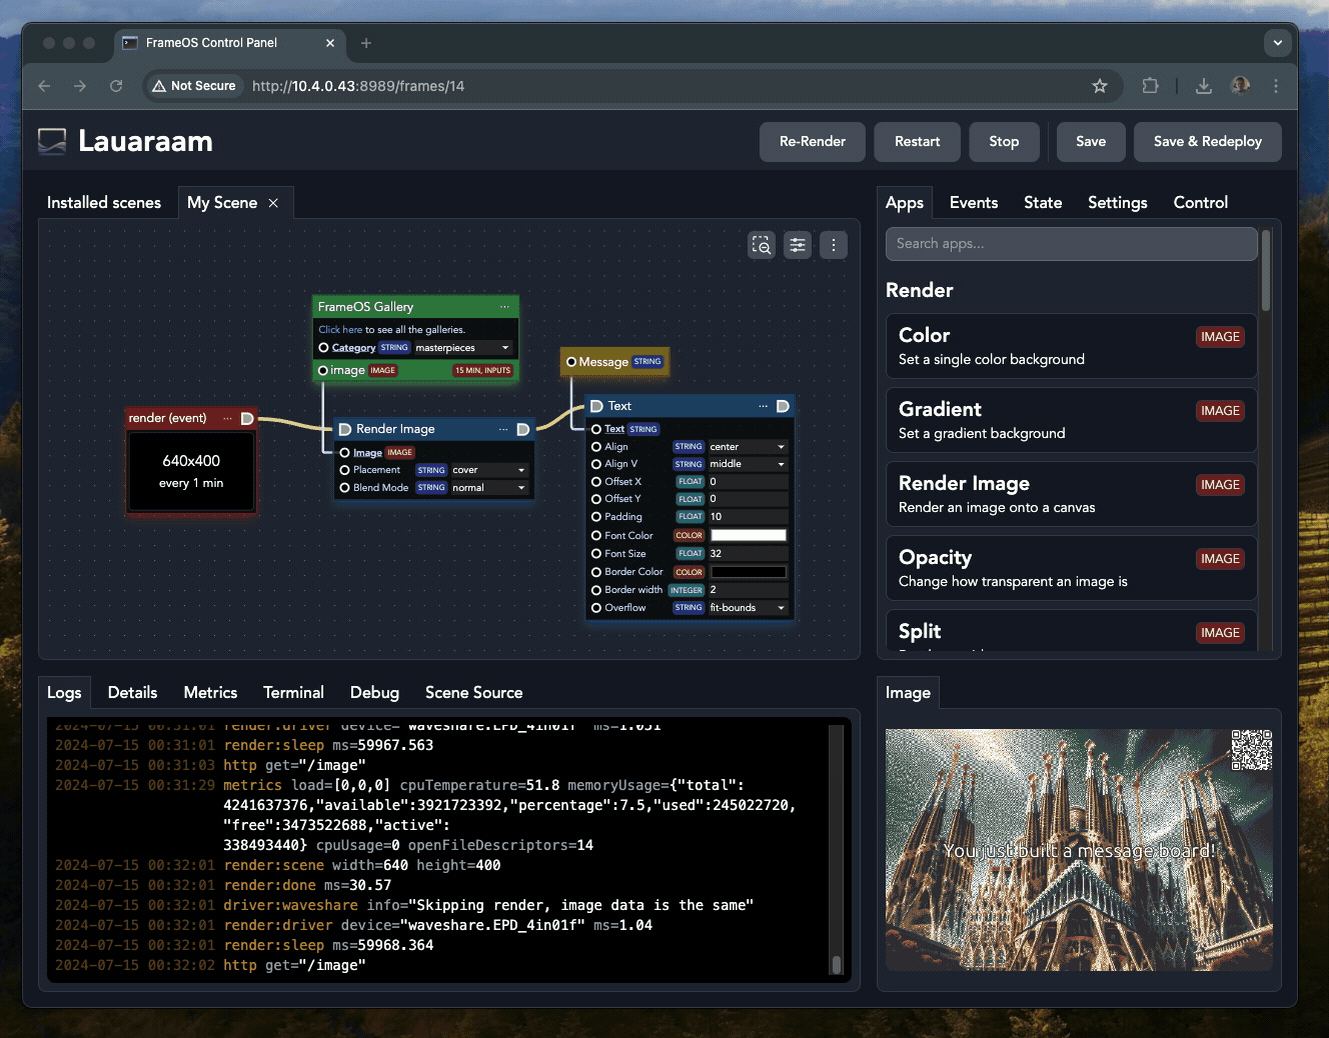 FrameOS Control Panel
Not Secure http://10.4.0.43:8989/frames/14
Lauaraam
Re-Render Restart Stop Save Save & Redeploy
Installed scenes My Scene
FrameOS Gallery
Click here to see all the galleries.
Category STRING masterpieces
image IMAGE 15 MIN, INPUTS
Message STRING
render (event)
640x400
every 1 min
Render Image
Image IMAGE
Placement STRING cover
Blend Mode STRING normal
Text
Text STRING
Align STRING center
Align V STRING middle
Offset X FLOAT 0
Offset Y FLOAT 0
Padding FLOAT 10
Font Color COLOR
Font Size FLOAT 32
Border Color COLOR
Border width INTEGER 2
Overflow STRING fit-bounds
Apps Events State Settings Control
Search apps...
Render
Color IMAGE
Set a single color background
Gradient IMAGE
Set a gradient background
Render Image IMAGE
Render an image onto a canvas
Opacity IMAGE
Change how transparent an image is
Split IMAGE
Logs Details Metrics Terminal Debug Scene Source
2024-07-15 00:31:01 render:driver device="waveshare.EPD_4in01f" ms=1.031
2024-07-15 00:31:01 render:sleep ms=59967.563
2024-07-15 00:31:03 http get="/image"
2024-07-15 00:31:29 metrics load=[0,0,0] cpuTemperature=51.8 memoryUsage={"total":
4241637376,"available":3921723392,"percentage":7.5,"used":245022720,
"free":3473522688,"active":
338493440} cpuUsage=0 openFileDescriptors=14
2024-07-15 00:32:01 render:scene width=640 height=400
2024-07-15 00:32:01 render:done ms=30.57
2024-07-15 00:32:01 driver:waveshare info="Skipping render, image data is the same"
2024-07-15 00:32:01 render:driver device="waveshare.EPD_4in01f" ms=1.04
2024-07-15 00:32:01 render:sleep ms=59968.364
2024-07-15 00:32:02 http get="/image"
Image
You just built a message board!